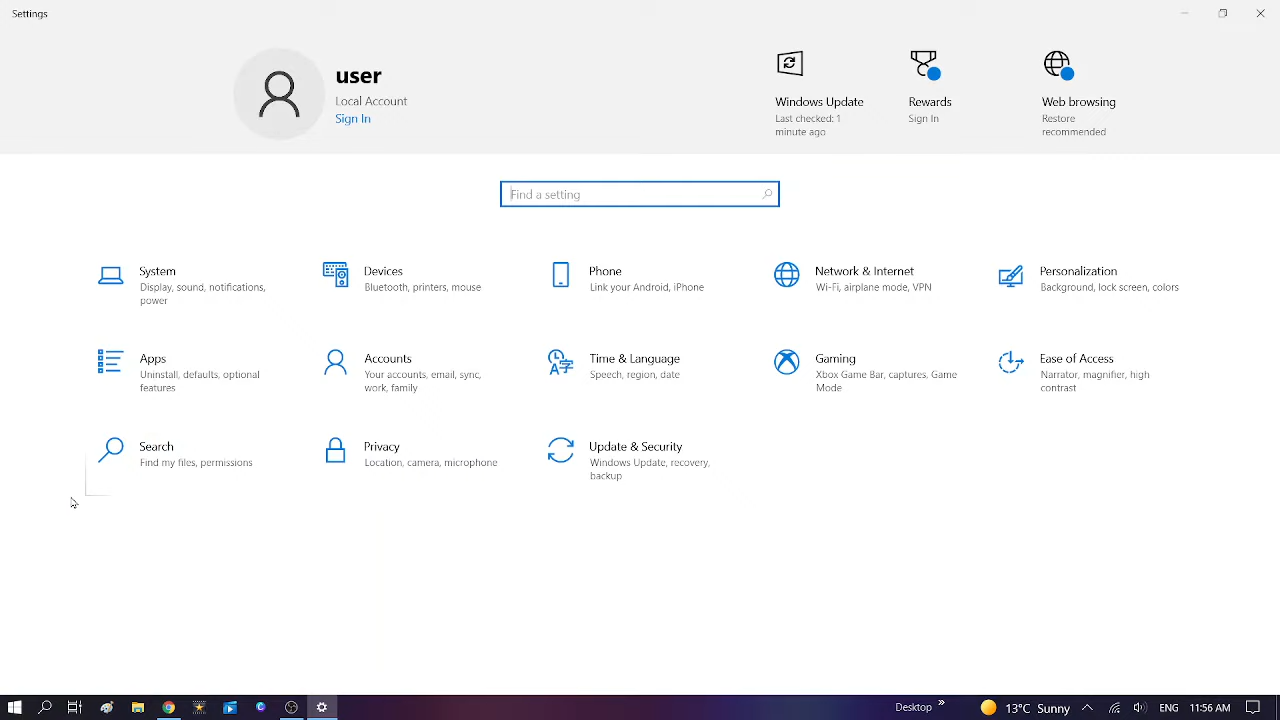 Settings
user
Local Account
Sign In
Windows Update
Last checked: 1
minute ago
Rewards
Sign In
Web browsing
Restore
recommended
Find a setting
System
Display, sound, notifications,
power
Devices
Bluetooth, printers, mouse
Phone
Link your Android, iPhone
Network & Internet
Wi-Fi, airplane mode, VPN
Personalization
Background, lock screen, colors
Apps
Uninstall, defaults, optional
features
Accounts
Your accounts, email, sync,
work, family
Time & Language
Speech, region, date
Gaming
Xbox Game Bar, captures, Game
Mode
Ease of Access
Narrator, magnifier, high
contrast
Search
Find my files, permissions
Privacy
Location, camera, microphone
Update & Security
Windows Update, recovery,
backup
Desktop » 13°C Sunny ENG 11:56 AM